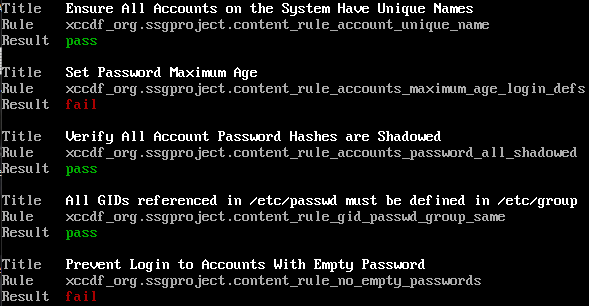 Title Ensure All Accounts on the System Have Unique Names
Rule xccdf_org.ssgproject.content_rule_account_unique_name
Result pass
Title Set Password Maximum Age
Rule xccdf_org.ssgproject.content_rule_accounts_maximum_age_login_defs
Result fail
Title Verify All Account Password Hashes are Shadowed
Rule xccdf_org.ssgproject.content_rule_accounts_password_all_shadowed
Result pass
Title All GIDs referenced in /etc/passwd must be defined in /etc/group
Rule xccdf_org.ssgproject.content_rule_gid_passwd_group_same
Result pass
Title Prevent Login to Accounts With Empty Password
Rule xccdf_org.ssgproject.content_rule_no_empty_passwords
Result fail